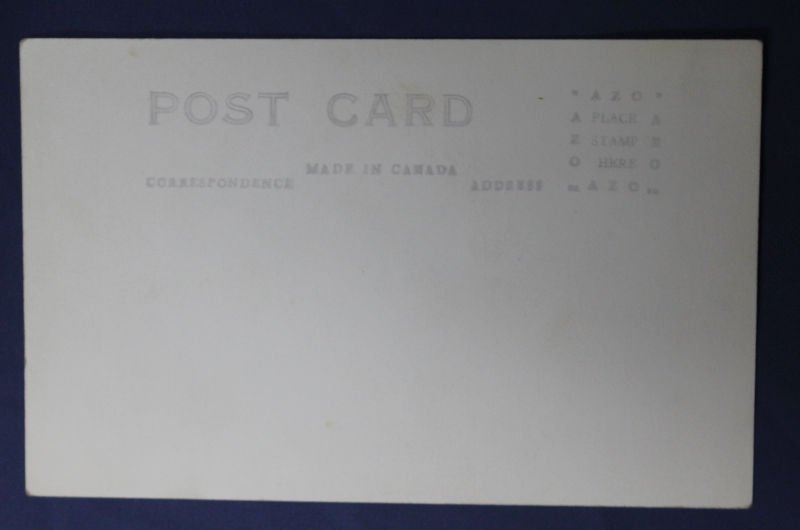 POST CARD
MADE IN CANADA
CORRESPONDENCE
ADDRESS
A Z O
A PLACE A
Z STAMP Z
O HERE O
A Z O